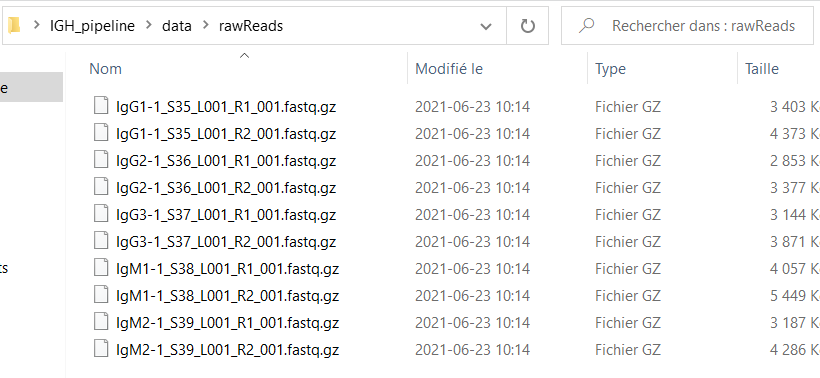 IGH_pipeline > data > rawReads Rechercher dans : rawReads
Nom Modifié le Type Taille
IgG1-1_S35_L001_R1_001.fastq.gz 2021-06-23 10:14 Fichier GZ 3 403 K
IgG1-1_S35_L001_R2_001.fastq.gz 2021-06-23 10:14 Fichier GZ 4 373 K
IgG2-1_S36_L001_R1_001.fastq.gz 2021-06-23 10:14 Fichier GZ 2 853 K
IgG2-1_S36_L001_R2_001.fastq.gz 2021-06-23 10:14 Fichier GZ 3 377 K
IgG3-1_S37_L001_R1_001.fastq.gz 2021-06-23 10:14 Fichier GZ 3 144 K
IgG3-1_S37_L001_R2_001.fastq.gz 2021-06-23 10:14 Fichier GZ 3 871 K
IgM1-1_S38_L001_R1_001.fastq.gz 2021-06-23 10:14 Fichier GZ 4 057 K
IgM1-1_S38_L001_R2_001.fastq.gz 2021-06-23 10:14 Fichier GZ 5 449 K
IgM2-1_S39_L001_R1_001.fastq.gz 2021-06-23 10:14 Fichier GZ 3 187 K
IgM2-1_S39_L001_R2_001.fastq.gz 2021-06-23 10:14 Fichier GZ 4 286 K